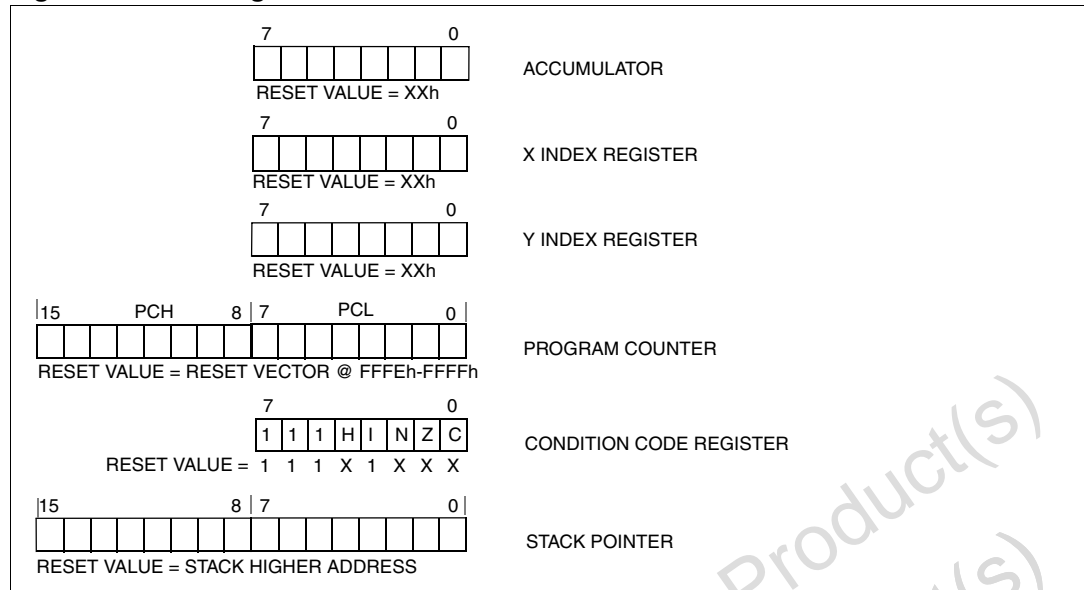 7 0
ACCUMULATOR
RESET VALUE = XXh
7 0
X INDEX REGISTER
RESET VALUE = XXh
7 0
Y INDEX REGISTER
RESET VALUE = XXh
15 PCH 8 7 PCL 0
PROGRAM COUNTER
RESET VALUE = RESET VECTOR @ FFFEh-FFFFh
7 0
1 1 1 H I N Z C
CONDITION CODE REGISTER
RESET VALUE = 1 1 1 X 1 X X X
15 8 7 0
STACK POINTER
RESET VALUE = STACK HIGHER ADDRESS
Product(s)